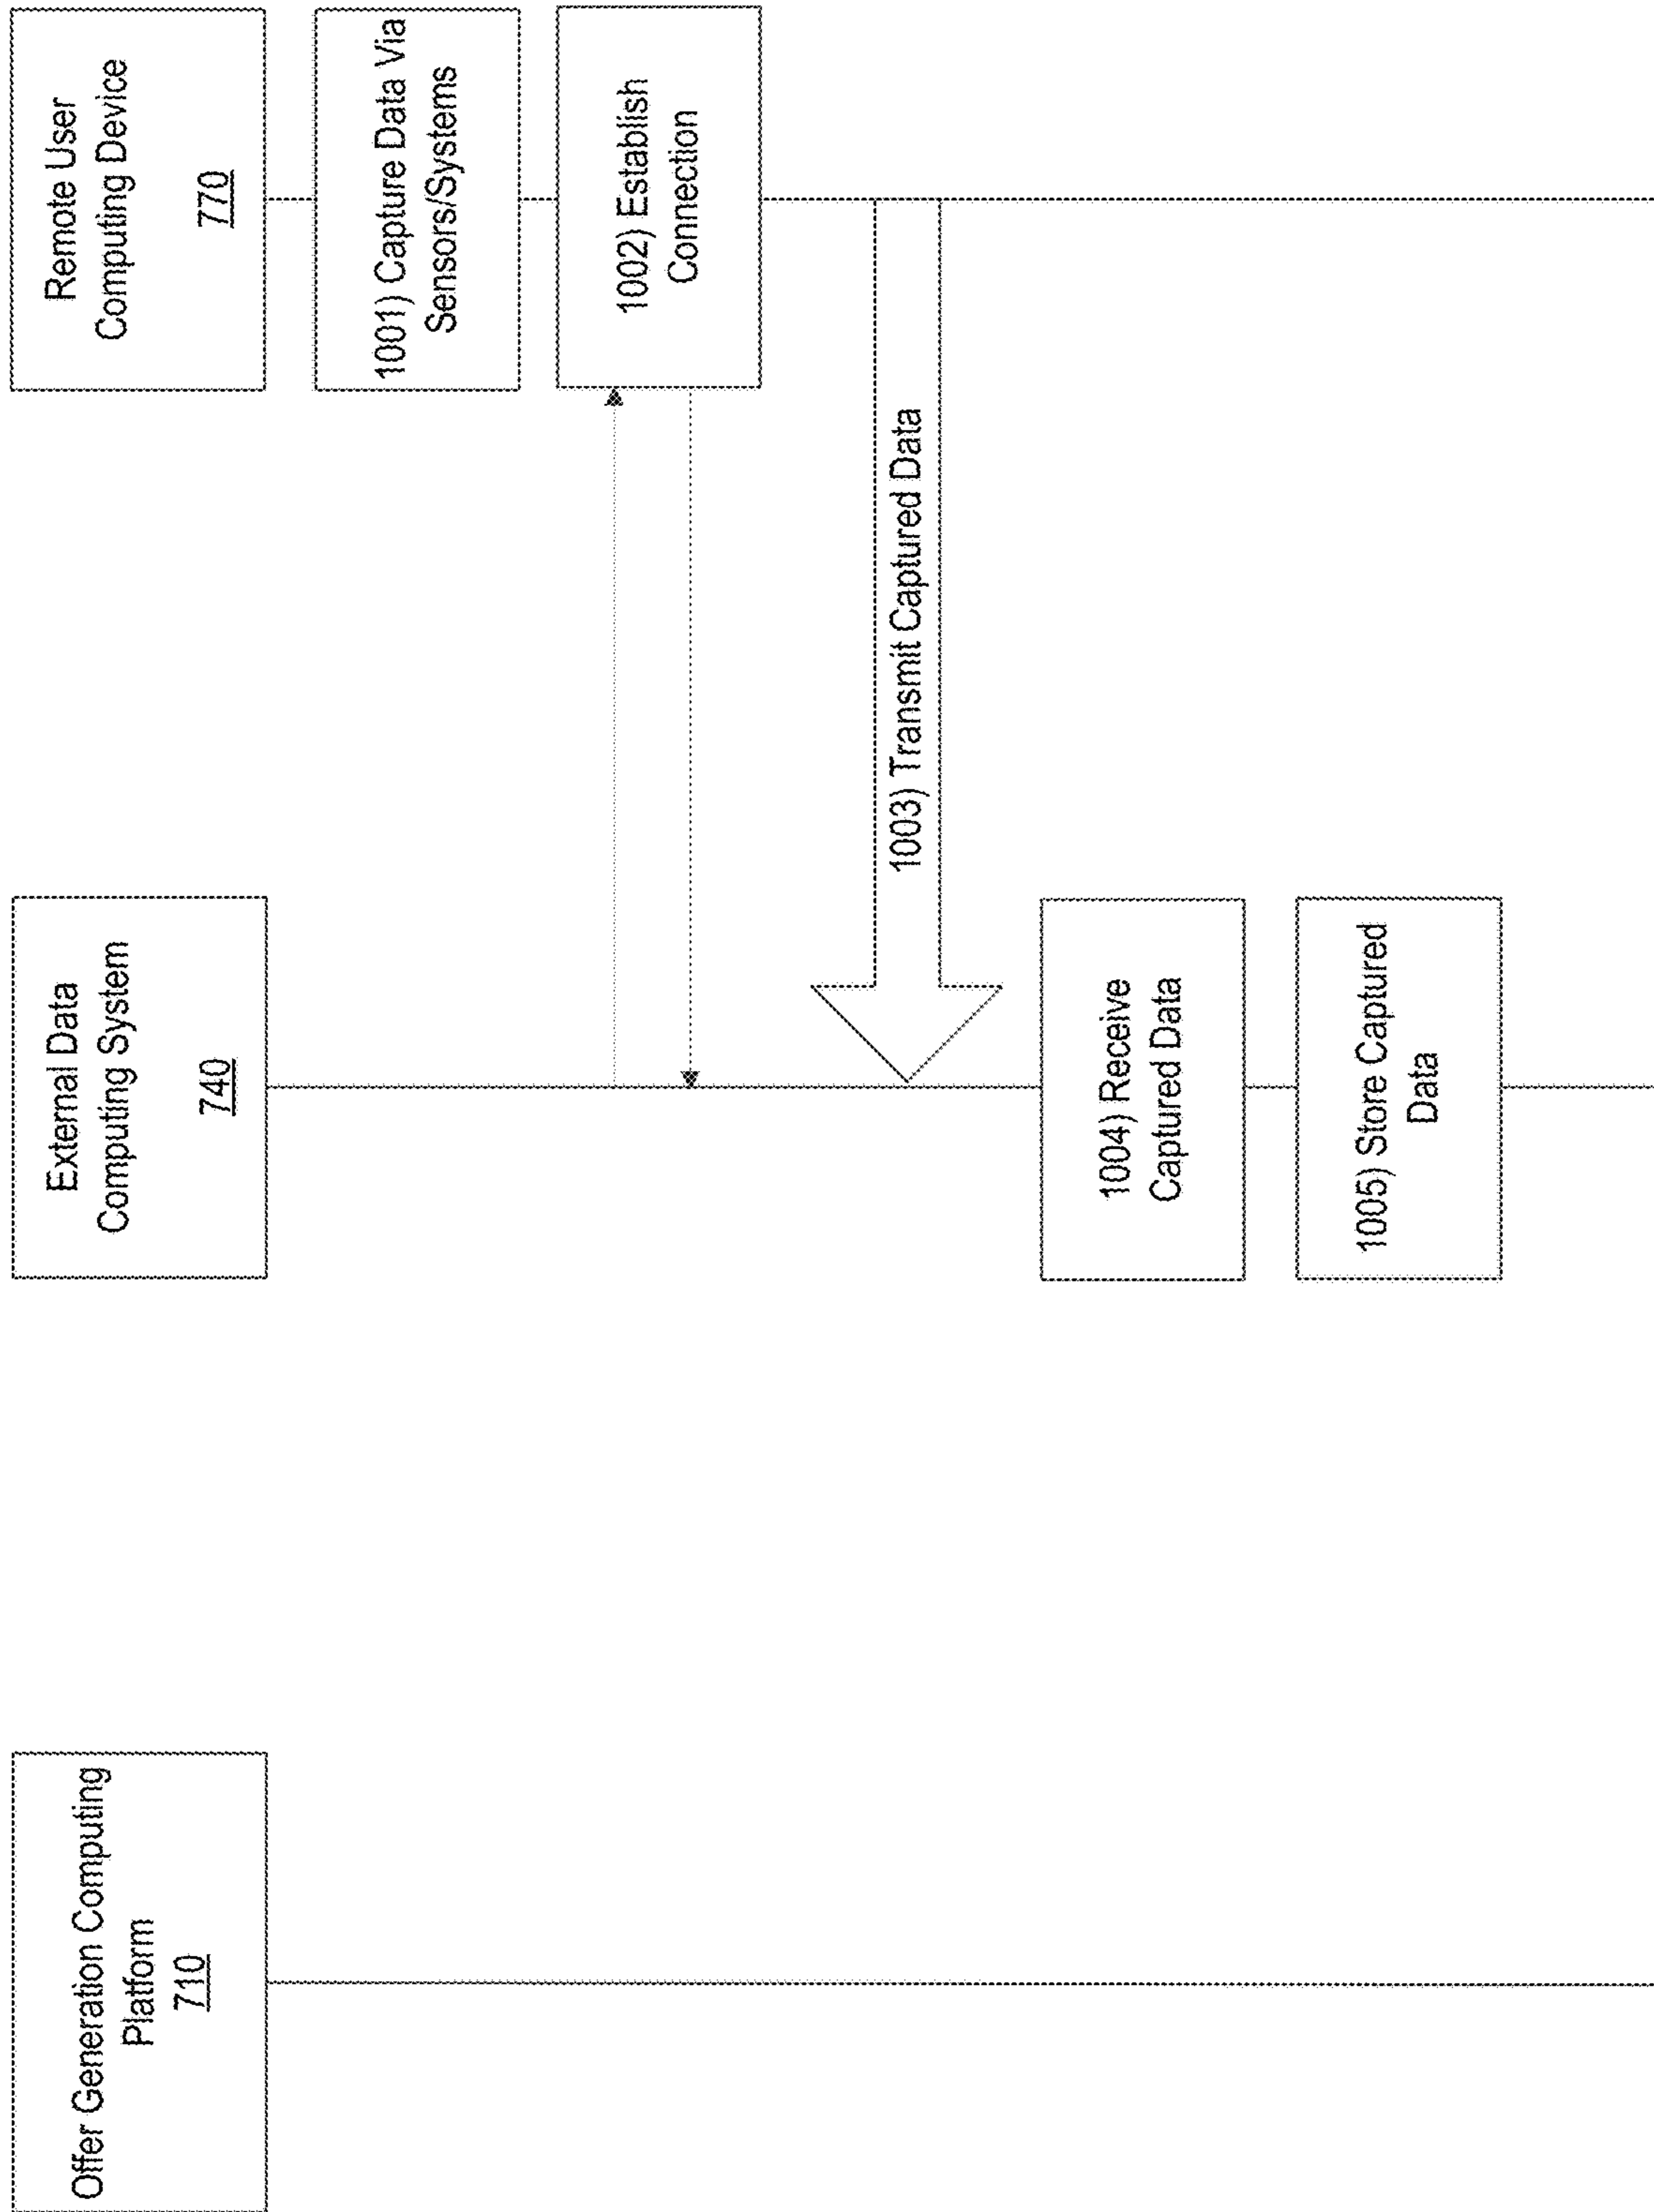 Offer Generation Computing
Platform
710
External Data
Computing System
740
Remote User
Computing Device
770
1001) Capture Data Via
Sensors/Systems
1002) Establish
Connection
1003) Transmit Captured Data
1004) Receive
Captured Data
1005) Store Captured
Data